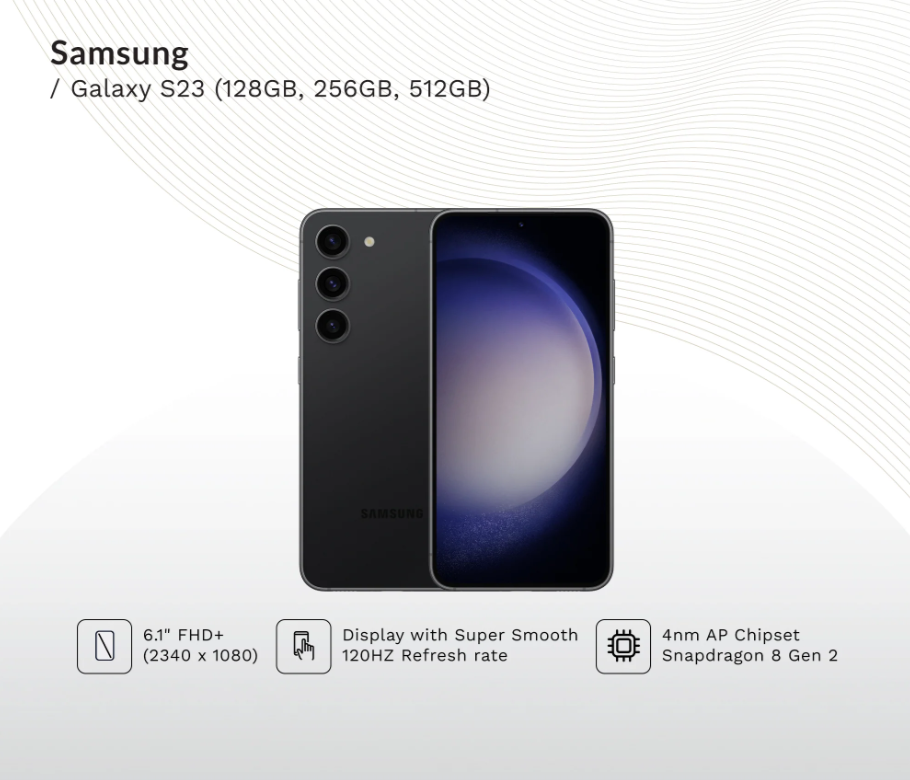 Samsung
/ Galaxy S23 (128GB, 256GB, 512GB)
SAMSUNG
6.1" FHD+
(2340 x 1080)
Display with Super Smooth
120HZ Refresh rate
4nm AP Chipset
Snapdragon 8 Gen 2